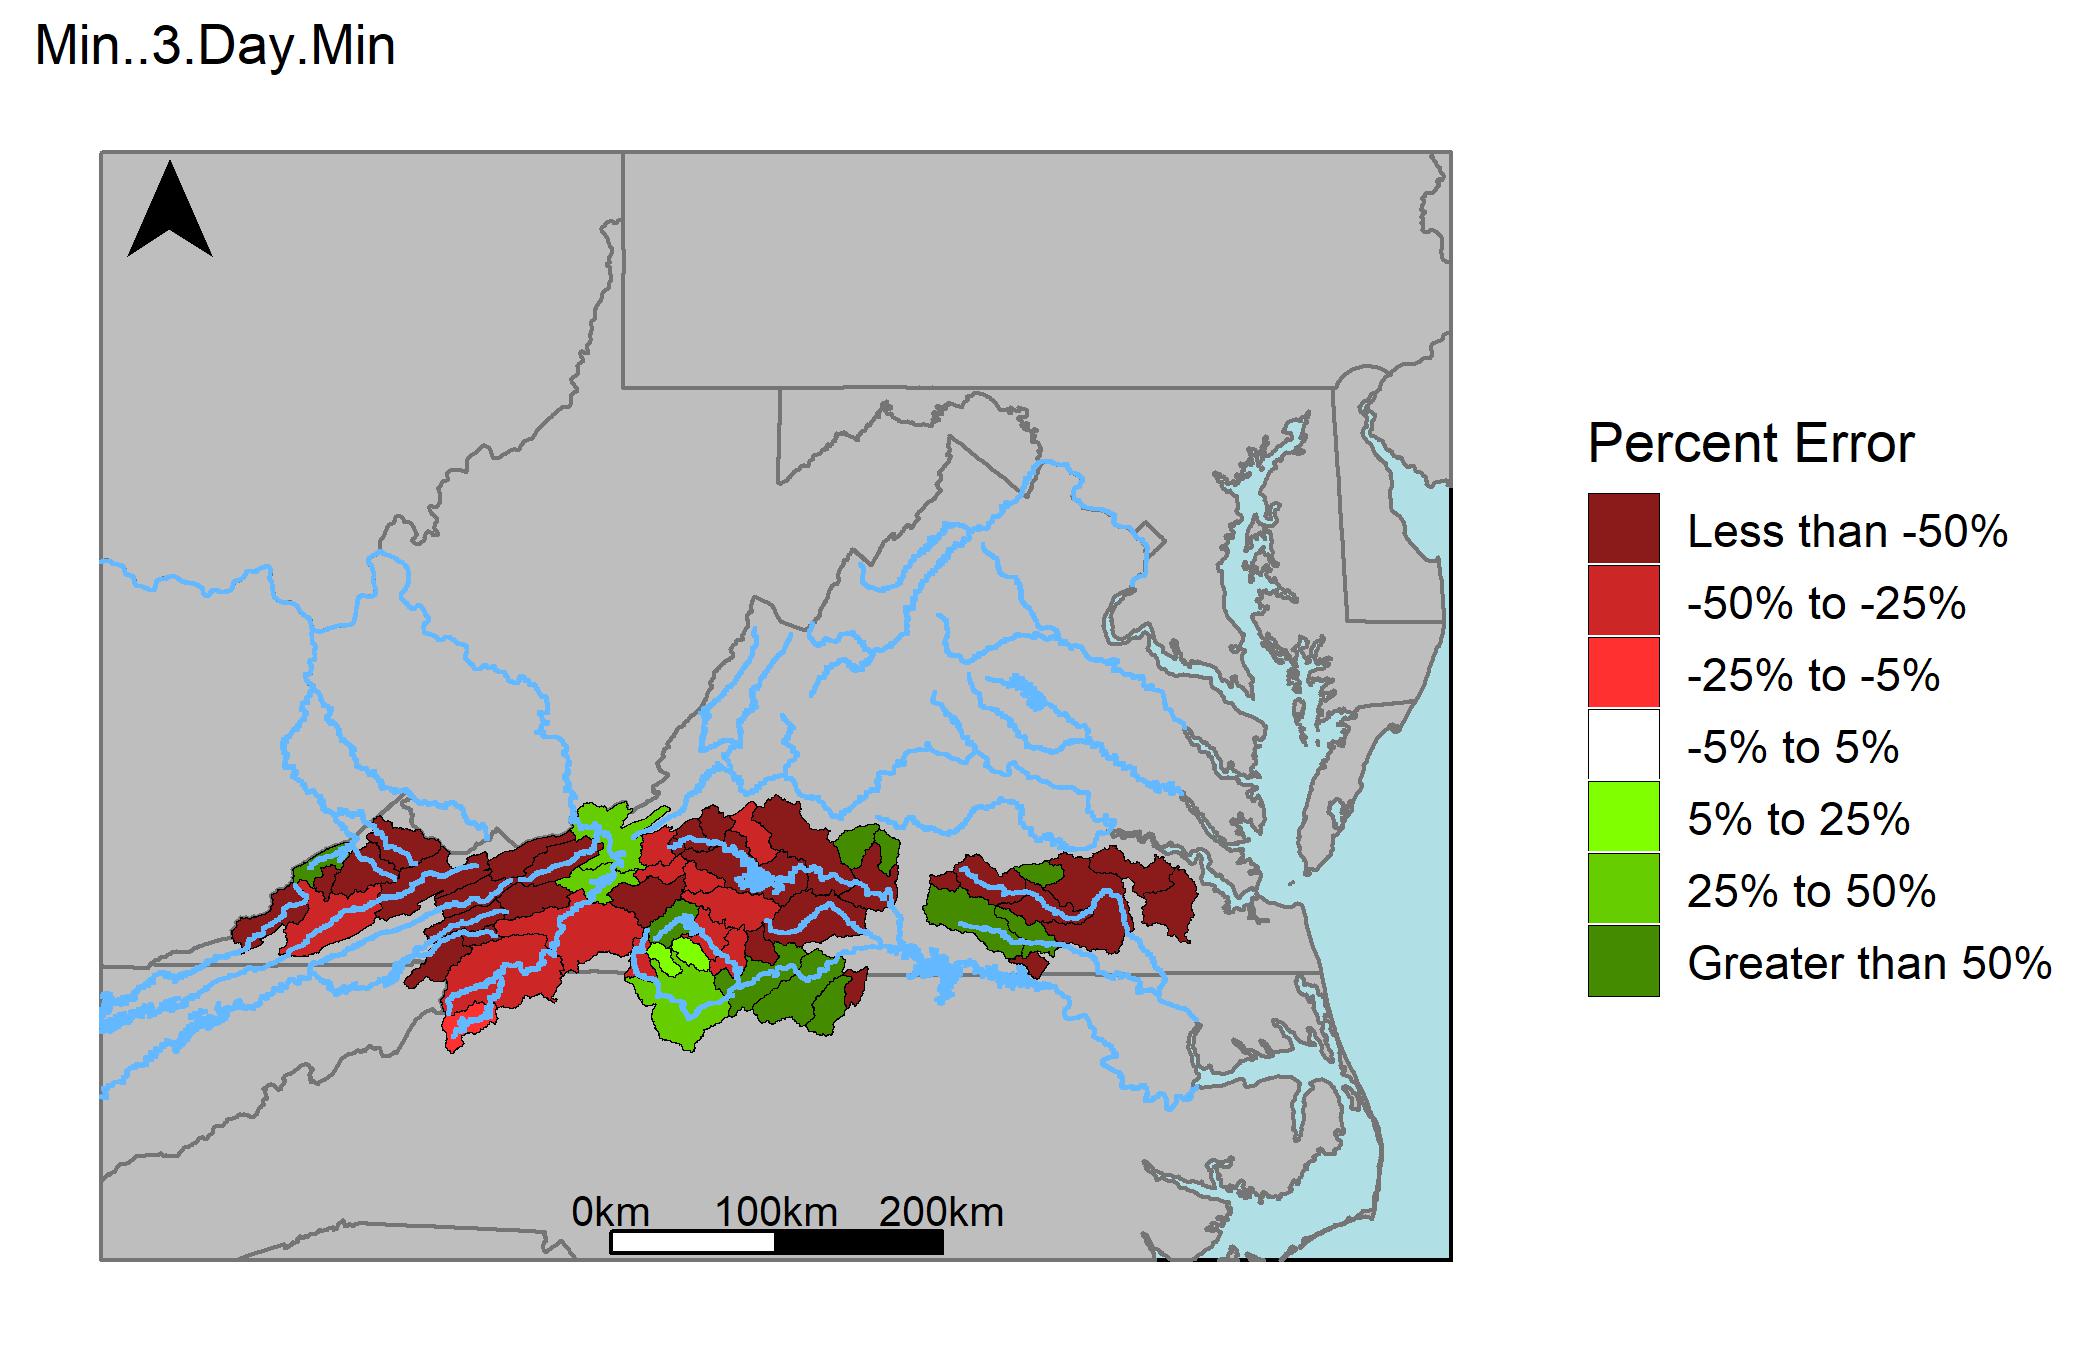 Min..3.Day.Min
Percent Error
Less than -50%
-50% to -25%
-25% to -5%
-5% to 5%
5% to 25%
25% to 50%
Greater than 50%
0km 100km 200km